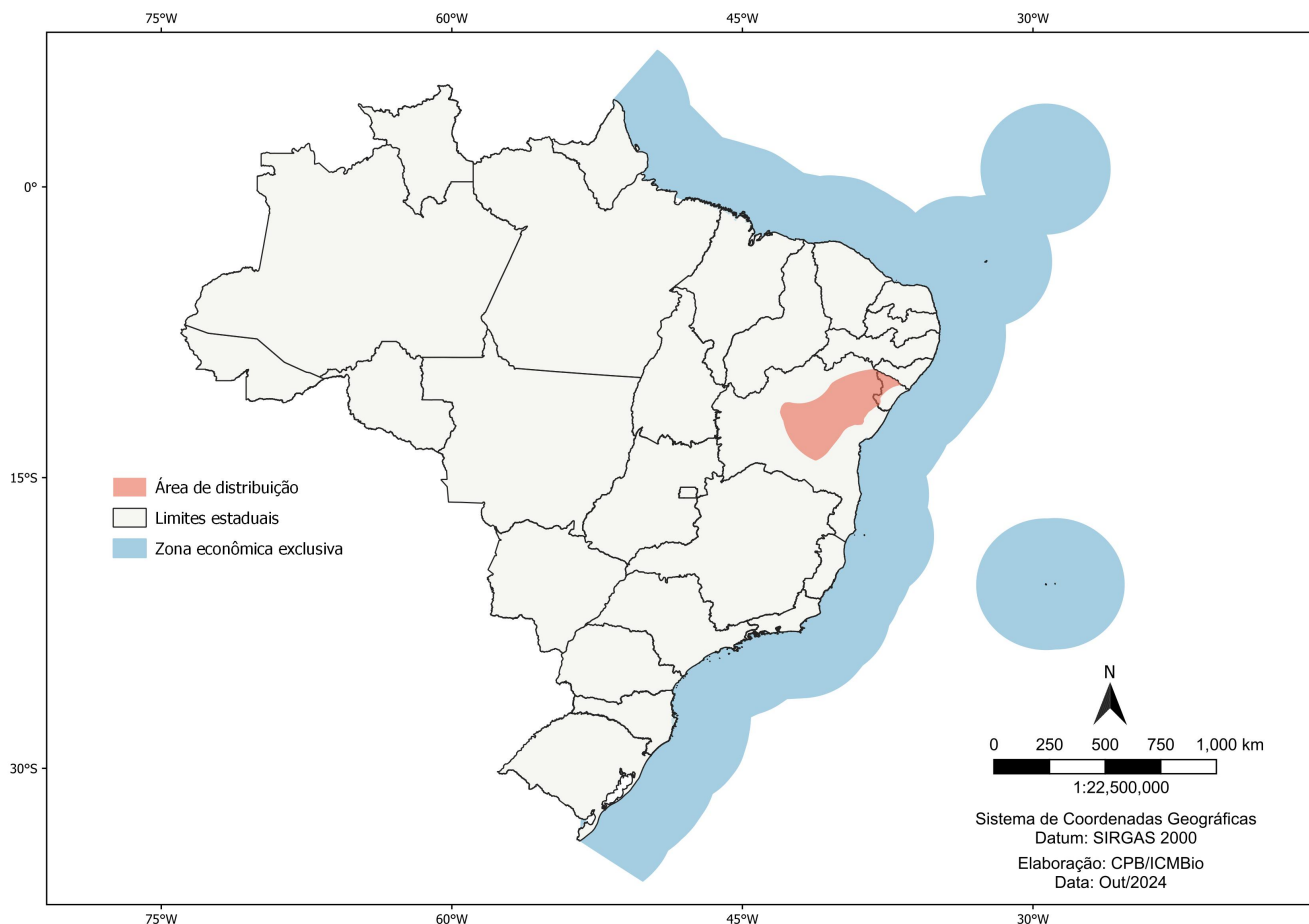 75°W 60°W 45°W 30°W
0°
15°S
30°S
Área de distribuição
Limites estaduais
Zona econômica exclusiva
N
0 250 500 750 1,000 km
1:22,500,000
Sistema de Coordenadas Geográficas
Datum: SIRGAS 2000
Elaboração: CPB/ICMBio
Data: Out/2024
75°W 60°W 45°W 30°W